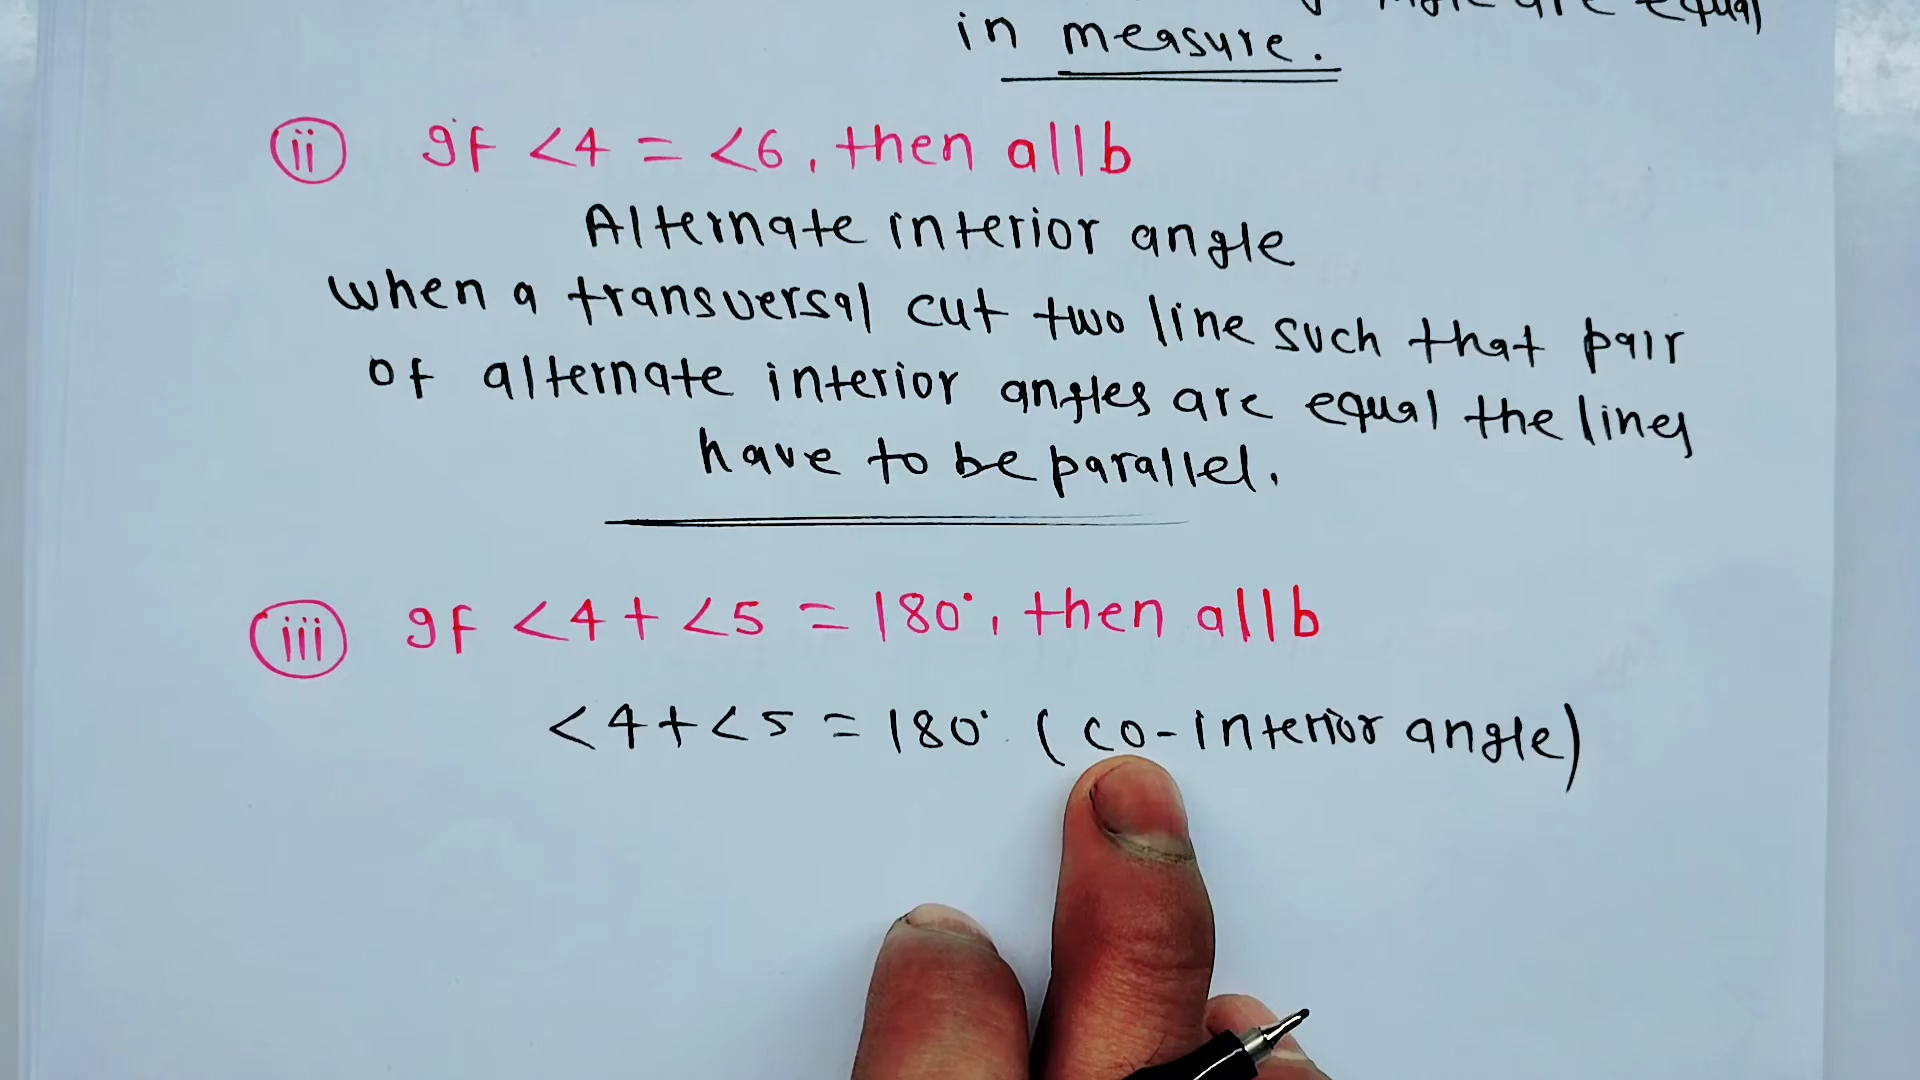 are equal
in measure.
ii If <4 = <6, then a||b
Alternate interior angle
when a transversal cut two line such that pair
of alternate interior angles are equal the lines
have to be parallel.
iii If <4 + <5 = 180°, then a||b
<4+<5 = 180° (co-interior angle)